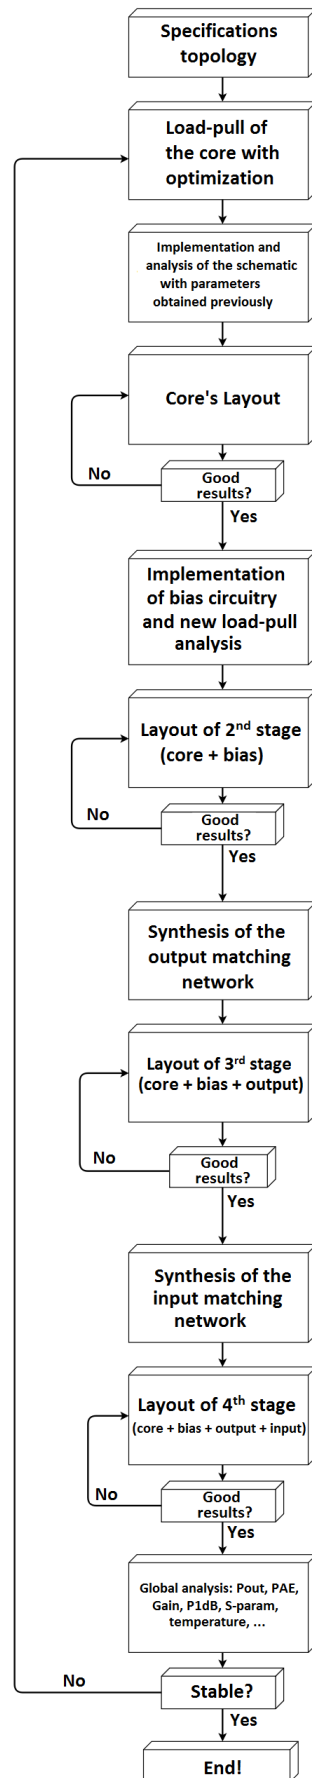 Specifications
topology
Load-pull of
the core with
optimization
Implementation and
analysis of the schematic
with parameters
obtained previously
Core's Layout
No
Good
results?
Yes
Implementation
of bias circuitry
and new load-pull
analysis
Layout of 2nd stage
(core + bias)
No
Good
results?
Yes
Synthesis of the
output matching
network
Layout of 3rd stage
(core + bias + output)
No
Good
results?
Yes
Synthesis of the
input matching
network
Layout of 4th stage
(core + bias + output + input)
No
Good
results?
Yes
Global analysis: Pout, PAE,
Gain, P1dB, S-param,
temperature, ...
No
Stable?
Yes
End!